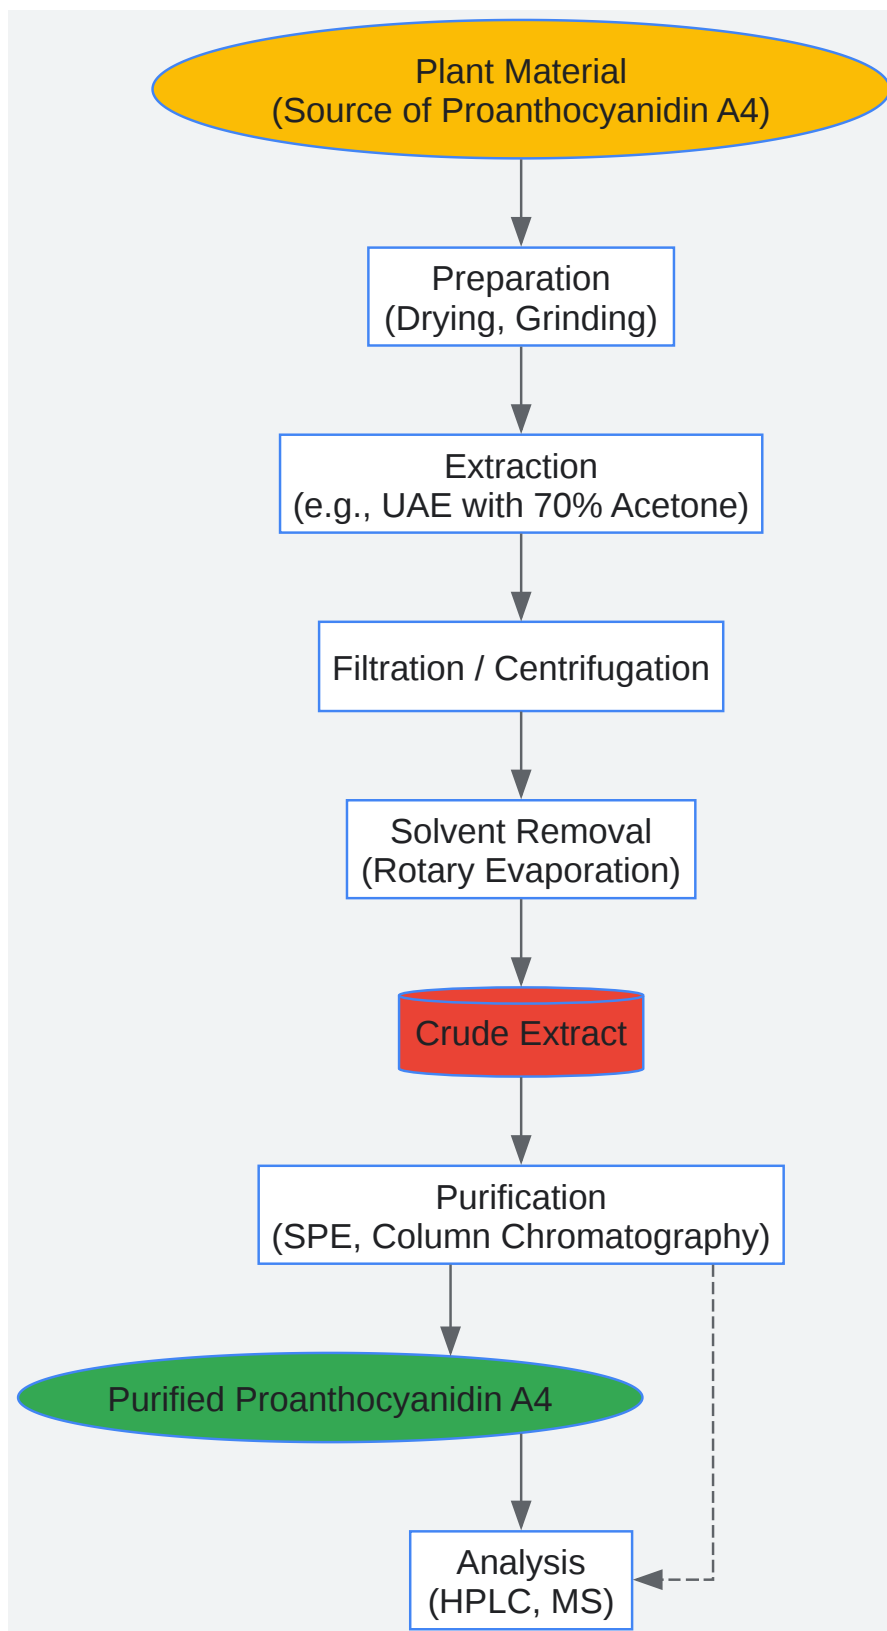 Plant Material
(Source of Proanthocyanidin A4)
Preparation
(Drying, Grinding)
Extraction
(e.g., UAE with 70% Acetone)
Filtration / Centrifugation
Solvent Removal
(Rotary Evaporation)
Crude Extract
Purification
(SPE, Column Chromatography)
Purified Proanthocyanidin A4
Analysis
(HPLC, MS)